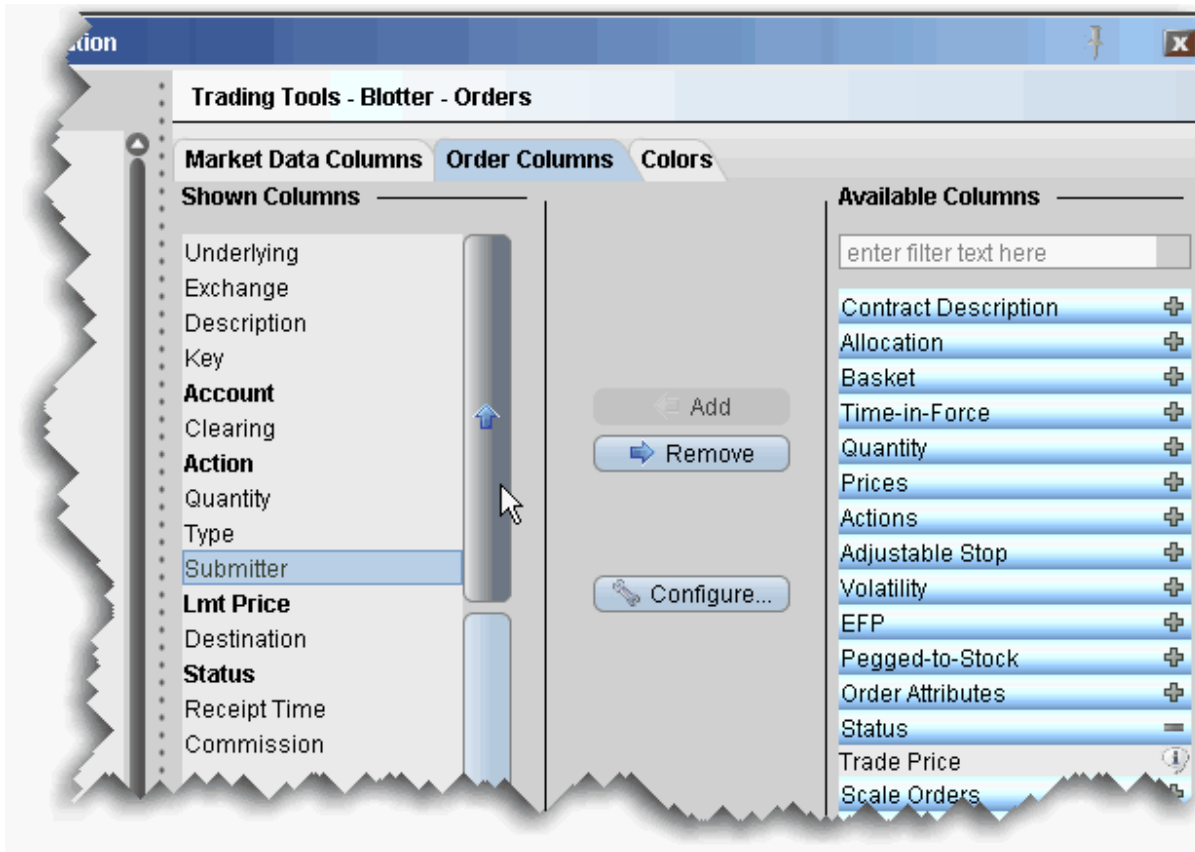 Trading Tools - Blotter - Orders
Market Data Columns Order Columns Colors
Shown Columns
Underlying
Exchange
Description
Key
Account
Clearing
Action
Quantity
Type
Submitter
Lmt Price
Destination
Status
Receipt Time
Commission
Add
Remove
Configure...
Available Columns
enter filter text here
Contract Description
Allocation
Basket
Time-in-Force
Quantity
Prices
Actions
Adjustable Stop
Volatility
EFP
Pegged-to-Stock
Order Attributes
Status
Trade Price
Scale Orders